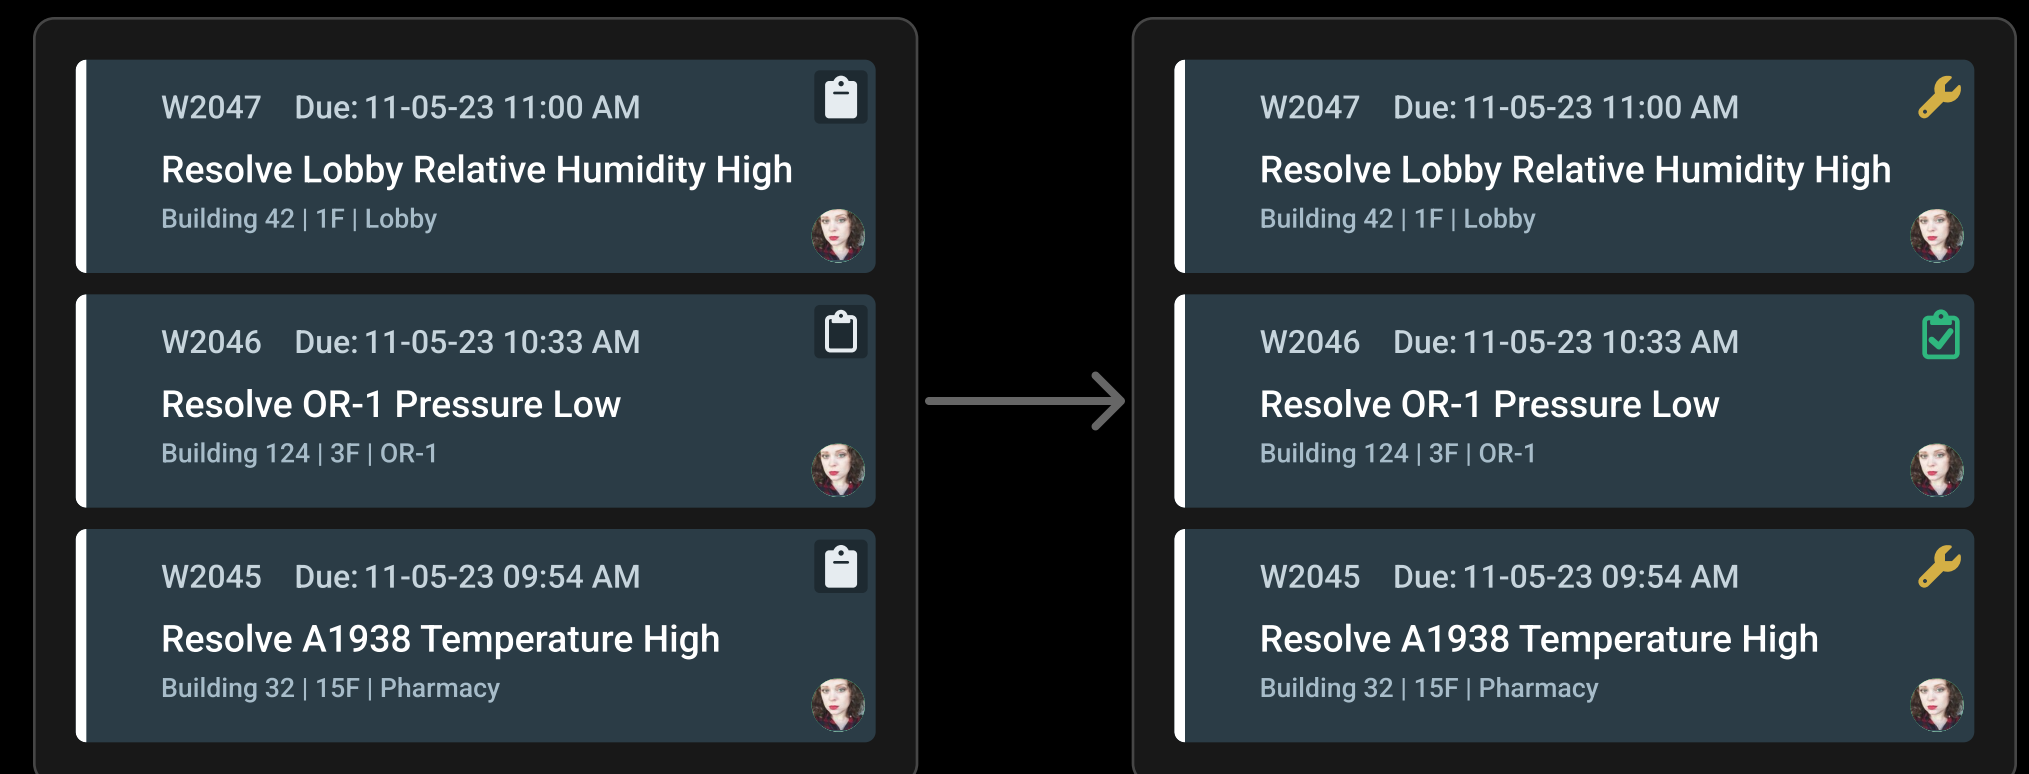 W2047 Due: 11-05-23 11:00 AM
Resolve Lobby Relative Humidity High
Building 42 | 1F | Lobby
W2046 Due: 11-05-23 10:33 AM
Resolve OR-1 Pressure Low
Building 124 | 3F | OR-1
W2045 Due: 11-05-23 09:54 AM
Resolve A1938 Temperature High
Building 32 | 15F | Pharmacy
W2047 Due: 11-05-23 11:00 AM
Resolve Lobby Relative Humidity High
Building 42 | 1F | Lobby
W2046 Due: 11-05-23 10:33 AM
Resolve OR-1 Pressure Low
Building 124 | 3F | OR-1
W2045 Due: 11-05-23 09:54 AM
Resolve A1938 Temperature High
Building 32 | 15F | Pharmacy